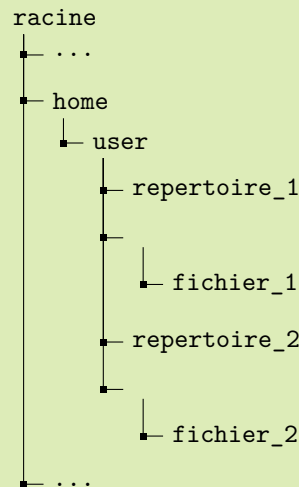 racine
...
home
user
repertoire_1
fichier_1
repertoire_2
fichier_2
...